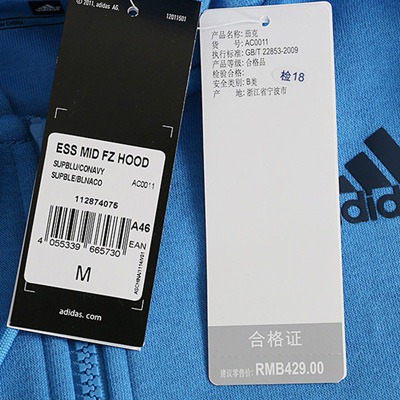 © 2011, adidas AG.
12011501
ESS MID FZ HOOD
SUPBLU/CONAVY
SUPBLE/BLNACO
AC0011
112874075
A46
EAN
4 055339 665730
M
adidas.com
产品名称: 茄克
货 号: AC0011
执行标准: GB/T 22853-2009
产品等级: 合格品
检验合格:
检18
安全类别: B类
产 地: 浙江省宁波市
合格证
建议零售价: RMB429.00
adidas